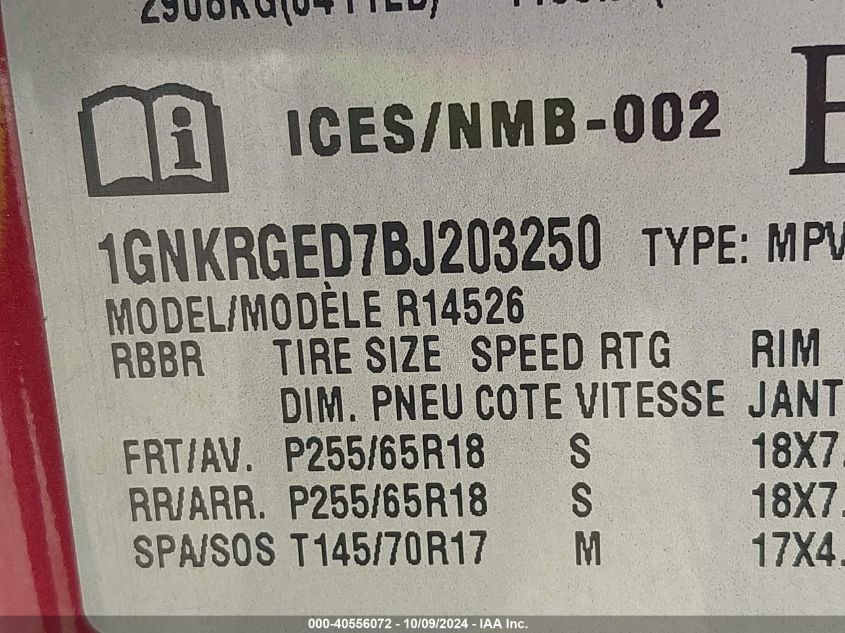 ICES/NMB-002
1GNKRGED7BJ203250 TYPE: MPV
MODEL/MODÈLE R14526
RBBR TIRE SIZE SPEED RTG RIM
DIM. PNEU COTE VITESSE JANT
FRT/AV. P255/65R18 S 18X7.
RR/ARR. P255/65R18 S 18X7.
SPA/SOS T145/70R17 M 17X4.
000-40556072 - 10/09/2024 - IAA Inc.